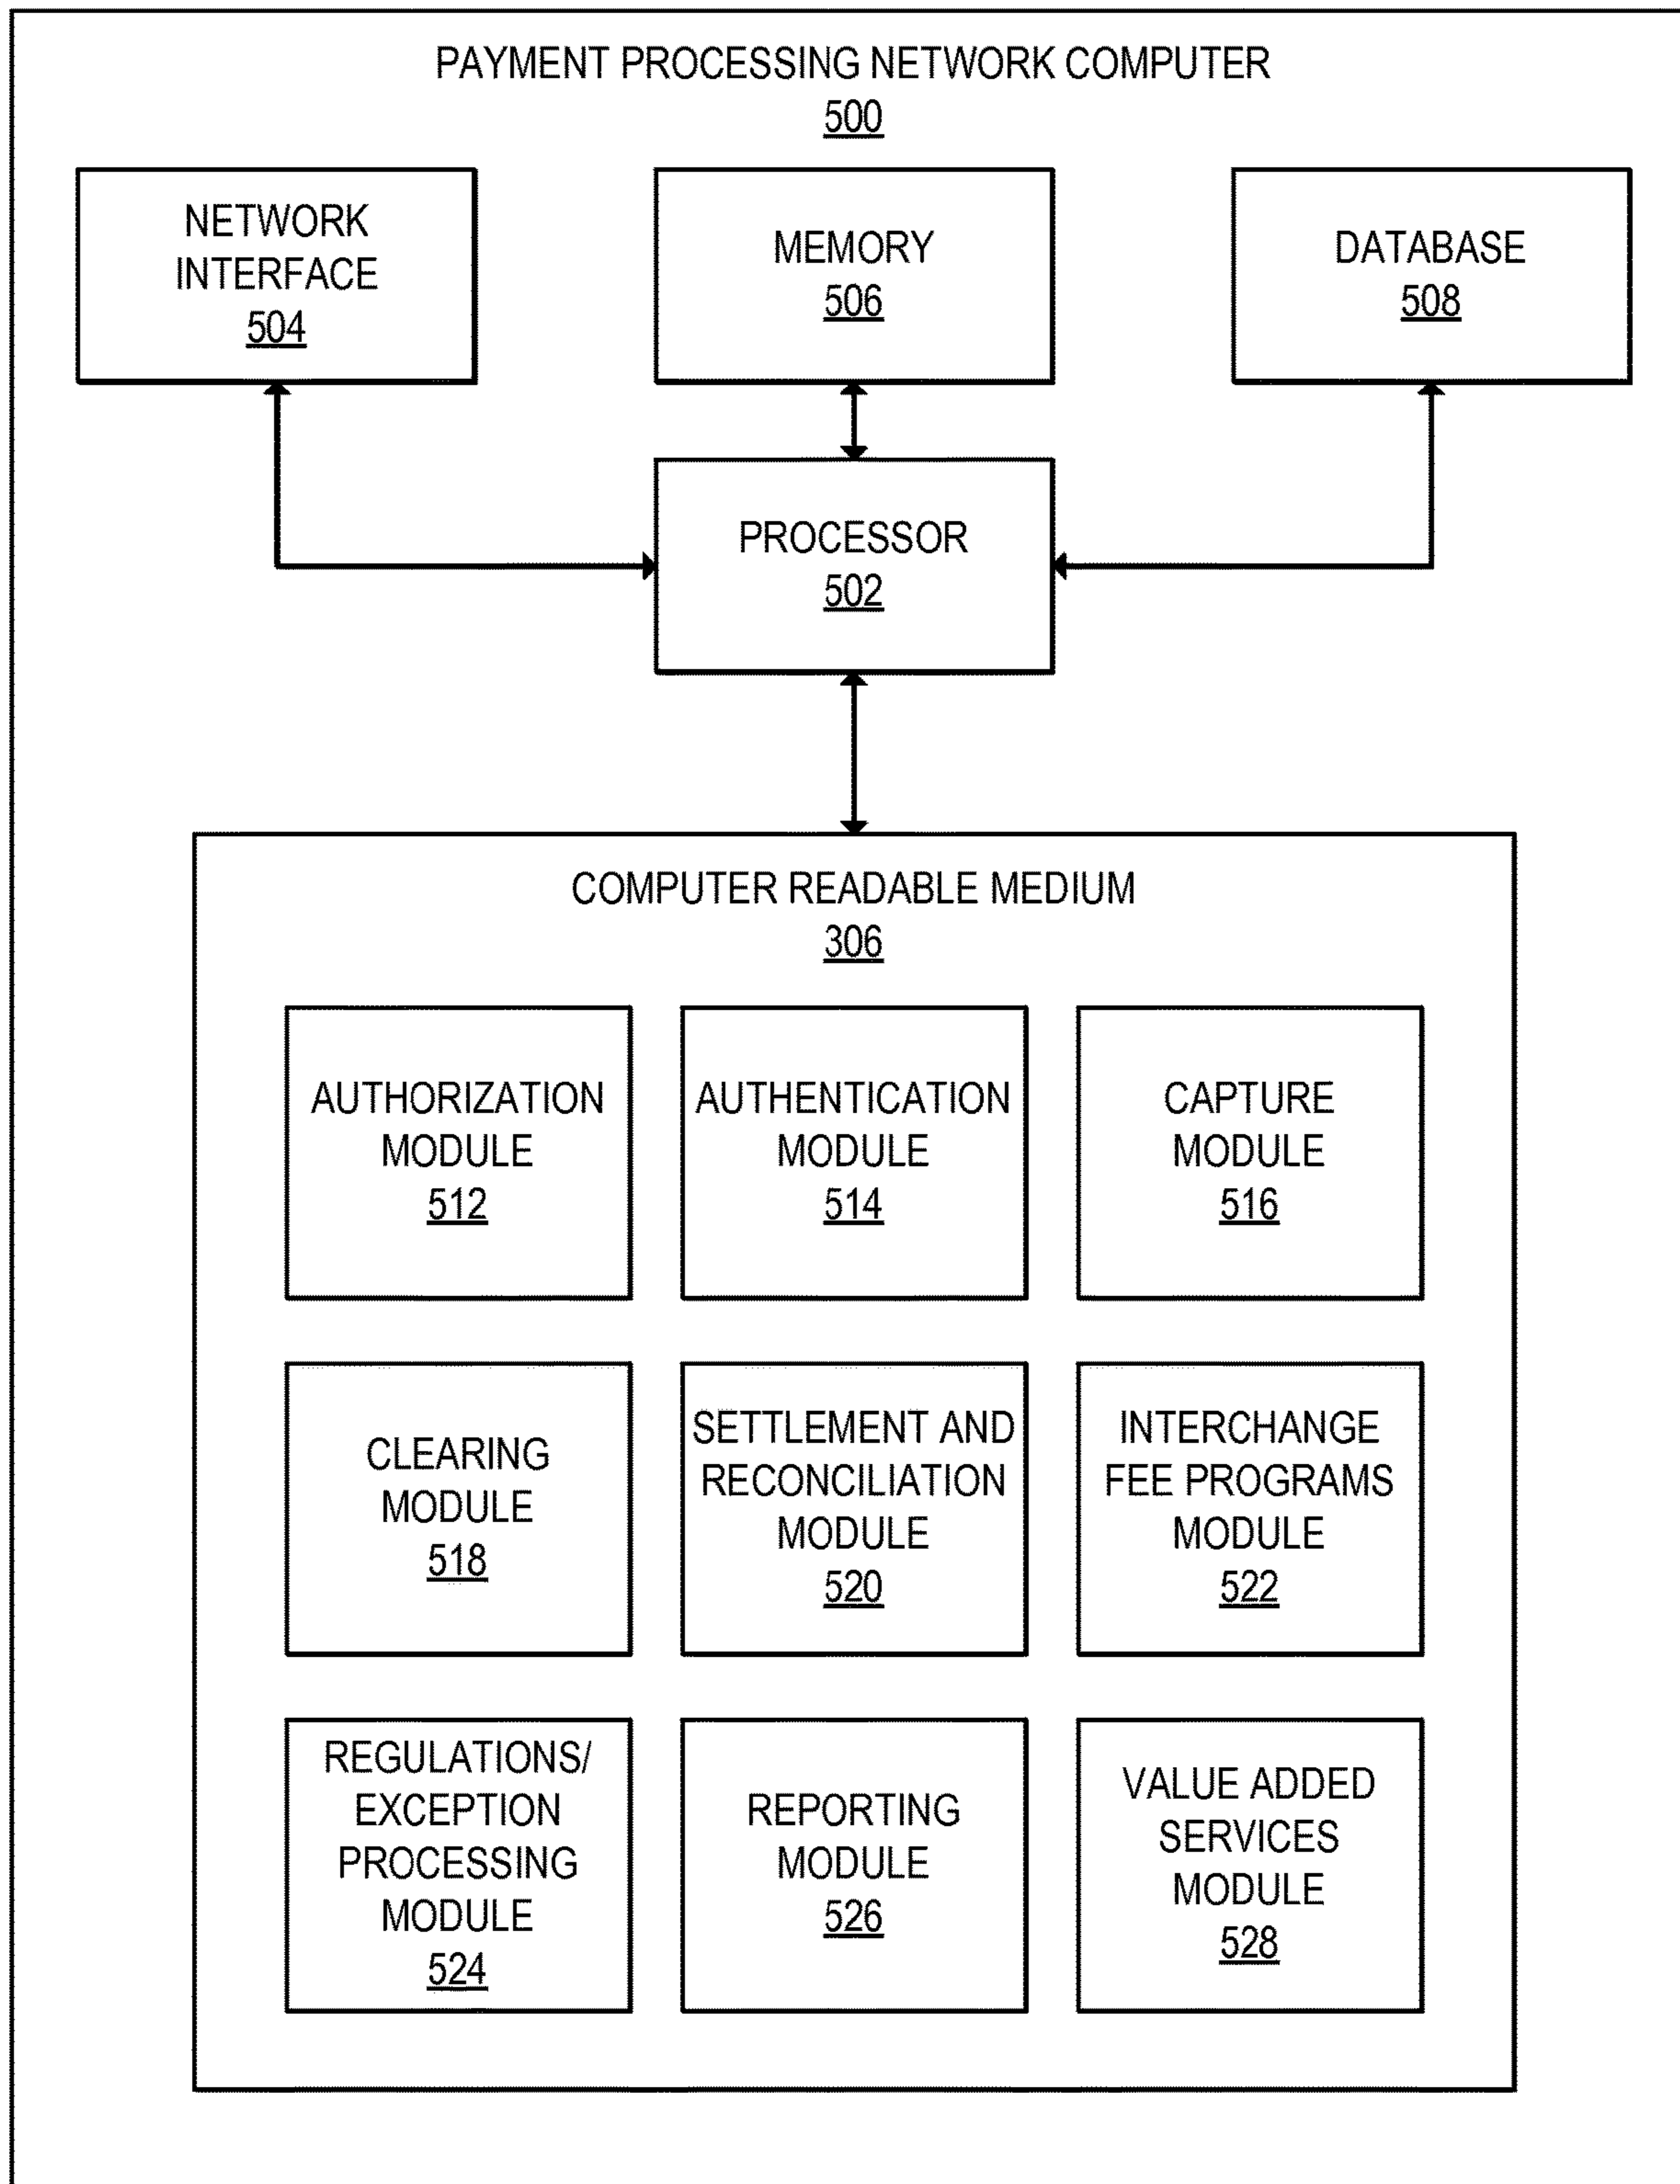 PAYMENT PROCESSING NETWORK COMPUTER
500
NETWORK
INTERFACE
504
MEMORY
506
DATABASE
508
PROCESSOR
502
COMPUTER READABLE MEDIUM
306
AUTHORIZATION
MODULE
512
AUTHENTICATION
MODULE
514
CAPTURE
MODULE
516
CLEARING
MODULE
518
SETTLEMENT AND
RECONCILIATION
MODULE
520
INTERCHANGE
FEE PROGRAMS
MODULE
522
REGULATIONS/
EXCEPTION
PROCESSING
MODULE
524
REPORTING
MODULE
526
VALUE ADDED
SERVICES
MODULE
528